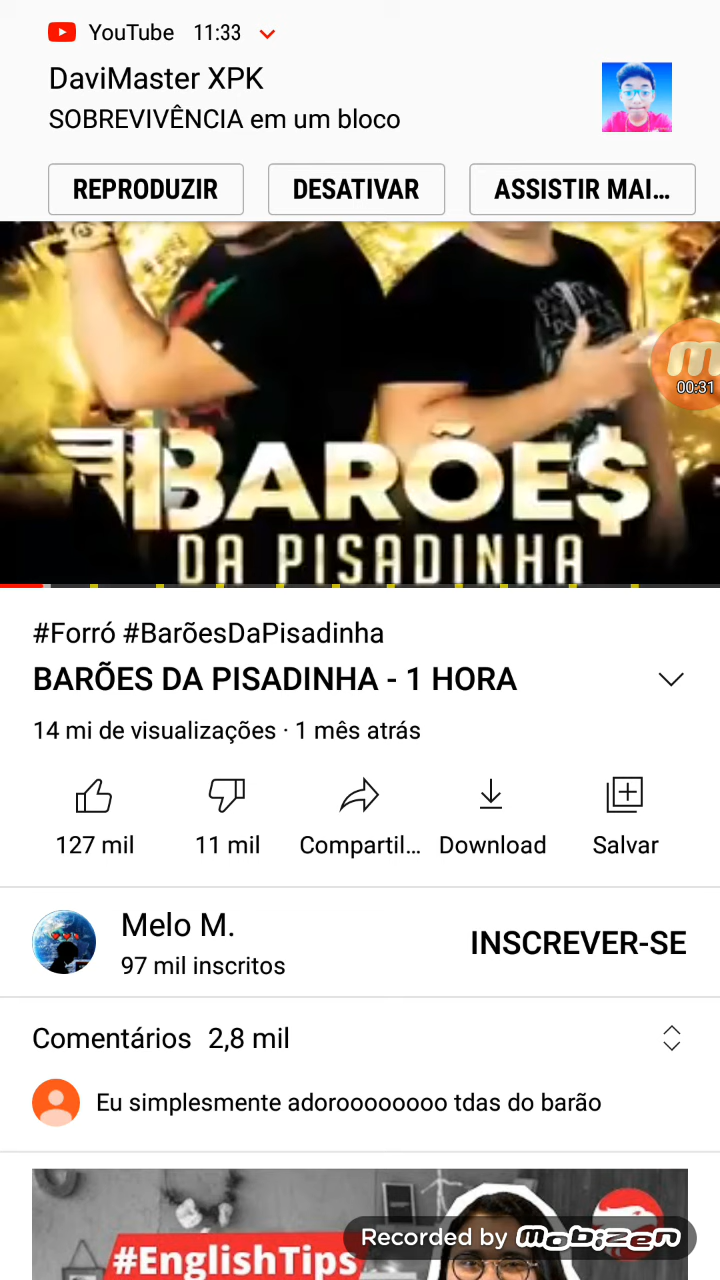 YouTube 11:33
DaviMaster XPK
SOBREVIVÊNCIA em um bloco
REPRODUZIR DESATIVAR ASSISTIR MAI...
00:31
BARÕE$
DA PISADINHA
#Forró #BarõesDaPisadinha
BARÕES DA PISADINHA - 1 HORA
14 mi de visualizações · 1 mês atrás
127 mil 11 mil Compartil... Download Salvar
Melo M.
97 mil inscritos
INSCREVER-SE
Comentários 2,8 mil
Eu simplesmente adoroooooooo tdas do barão
#EnglishTips
Recorded by mobizen